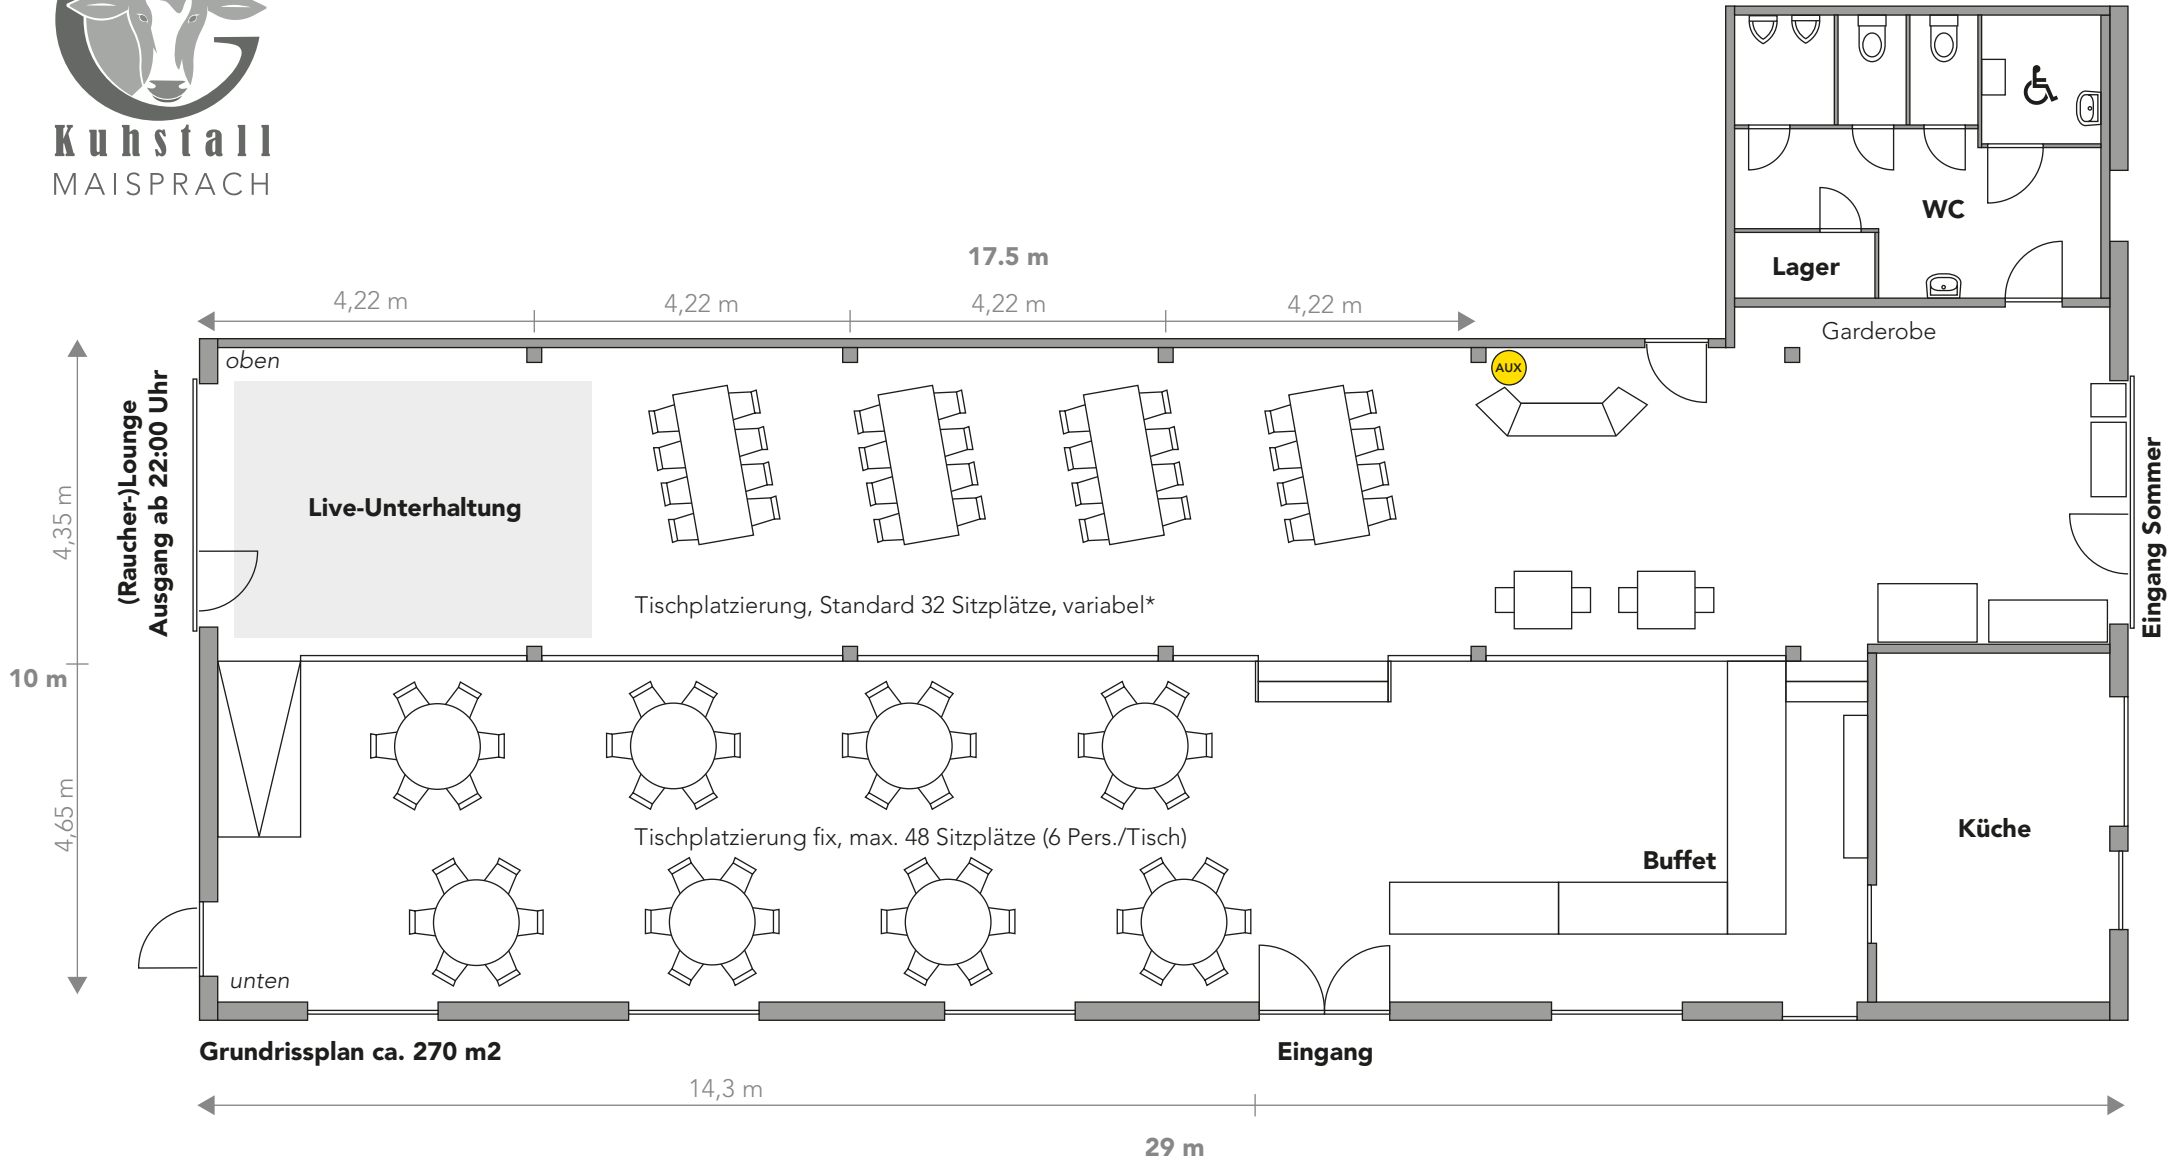 Kuhstall
MAISPRACH
WC
Lager
Garderobe
17.5 m
4,22 m
4,22 m
4,22 m
4,22 m
oben
AUX
(Raucher-)Lounge
Ausgang ab 22:00 Uhr
Live-Unterhaltung
4,35 m
Eingang Sommer
Tischplatzierung, Standard 32 Sitzplätze, variabel*
10 m
4,65 m
Tischplatzierung fix, max. 48 Sitzplätze (6 Pers./Tisch)
Buffet
Küche
unten
Grundrissplan ca. 270 m2
Eingang
14,3 m
29 m